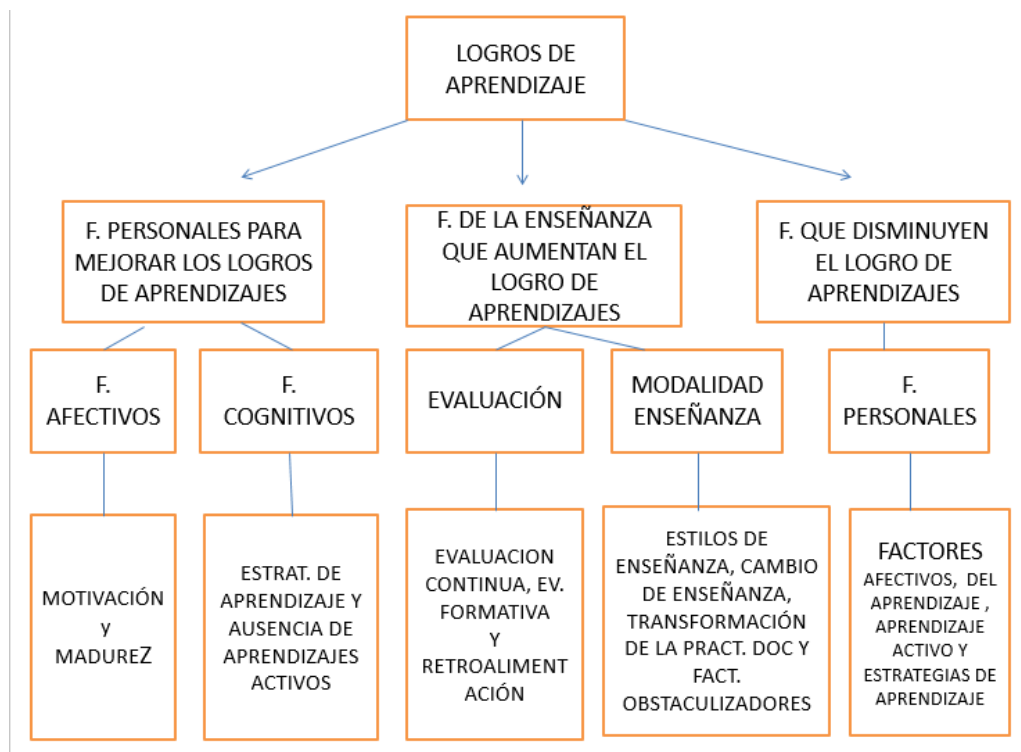 LOGROS DE
APRENDIZAJE
F. PERSONALES PARA
MEJORAR LOS LOGROS
DE APRENDIZAJES
F. DE LA ENSEÑANZA
QUE AUMENTAN EL
LOGRO DE
APRENDIZAJES
F. QUE DISMINUYEN
EL LOGRO DE
APRENDIZAJES
F.
AFECTIVOS
F.
COGNITIVOS
EVALUACIÓN
MODALIDAD
ENSEÑANZA
F.
PERSONALES
MOTIVACIÓN
y
MADUREZ
ESTRAT. DE
APRENDIZAJE Y
AUSENCIA DE
APRENDIZAJES
ACTIVOS
EVALUACION
CONTINUA, EV.
FORMATIVA
Y
RETROALIMENT
ACIÓN
ESTILOS DE
ENSEÑANZA, CAMBIO
DE ENSEÑANZA,
TRANSFORMACIÓN
DE LA PRACT. DOC Y
FACT.
OBSTACULIZADORES
FACTORES
AFECTIVOS, DEL
APRENDIZAJE ,
APRENDIZAJE
ACTIVO Y
ESTRATEGIAS DE
APRENDIZAJE